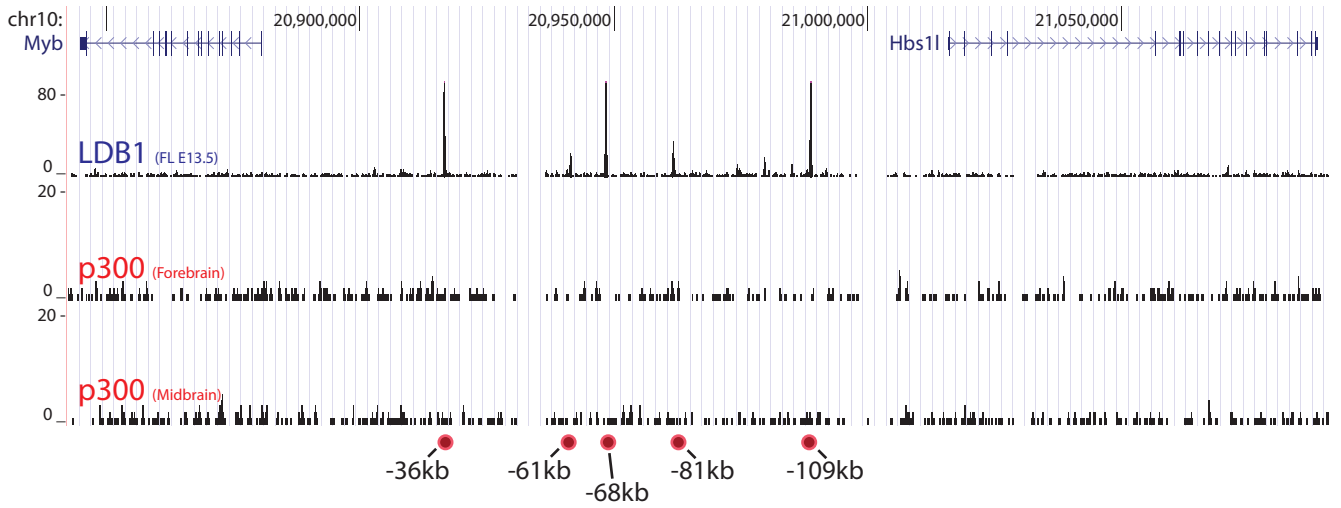 chr10: 20,900,000 20,950,000 21,000,000 21,050,000
Myb Hbs1l
80
LDB1 (FL E13.5)
0
20
p300 (Forebrain)
0
20
p300 (Midbrain)
0
-36kb -61kb -68kb -81kb -109kb